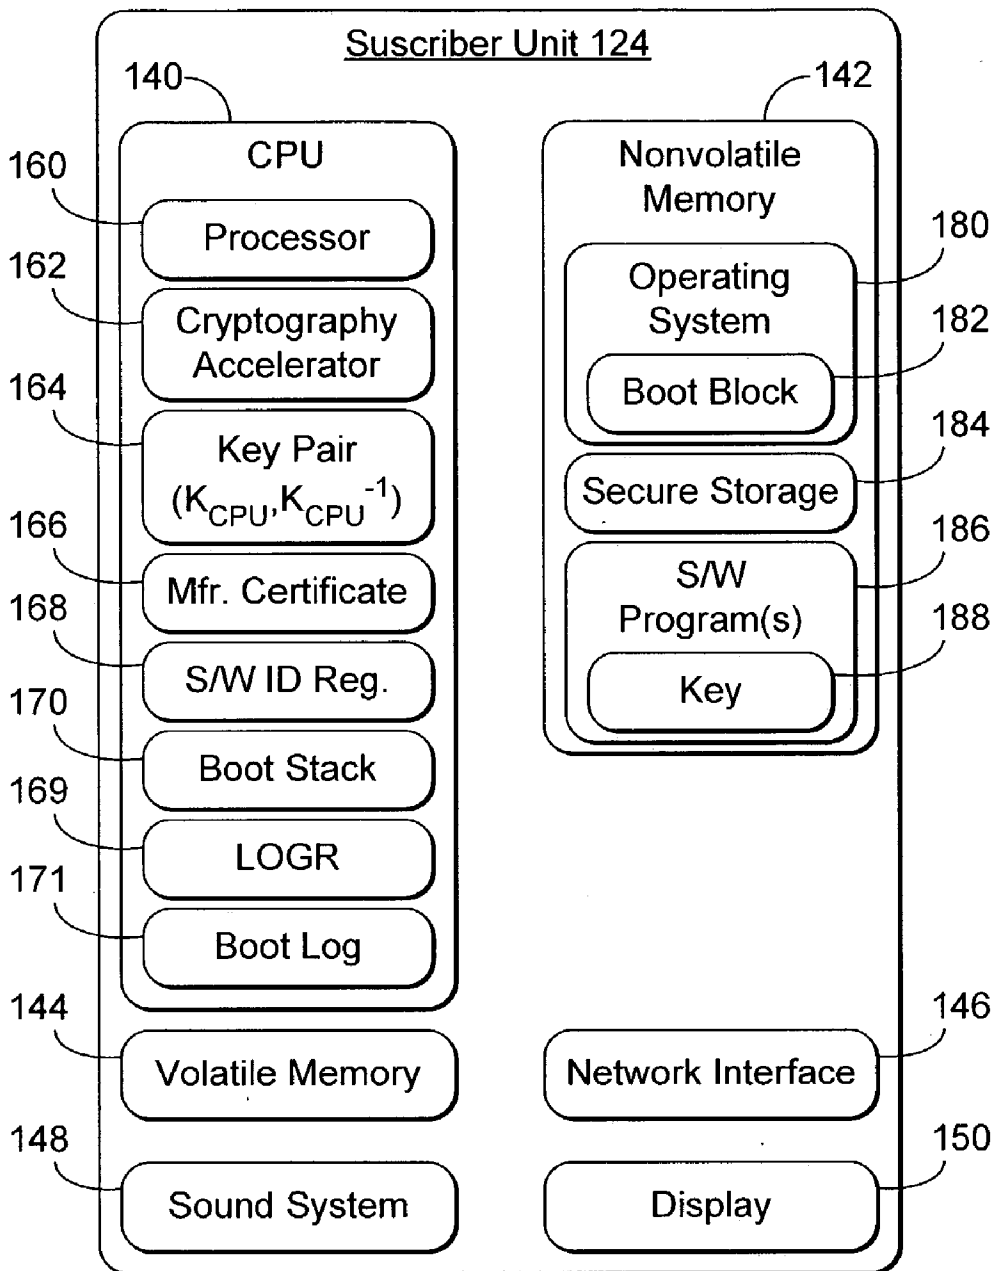 Suscriber Unit 124
140
CPU
160
Processor
162
Cryptography
Accelerator
164
Key Pair
(K_CPU,K_CPU^-1)
166
Mfr. Certificate
168
S/W ID Reg.
170
Boot Stack
169
LOGR
171
Boot Log
142
Nonvolatile
Memory
180
Operating
System
182
Boot Block
184
Secure Storage
186
S/W
Program(s)
188
Key
144
Volatile Memory
146
Network Interface
148
Sound System
150
Display